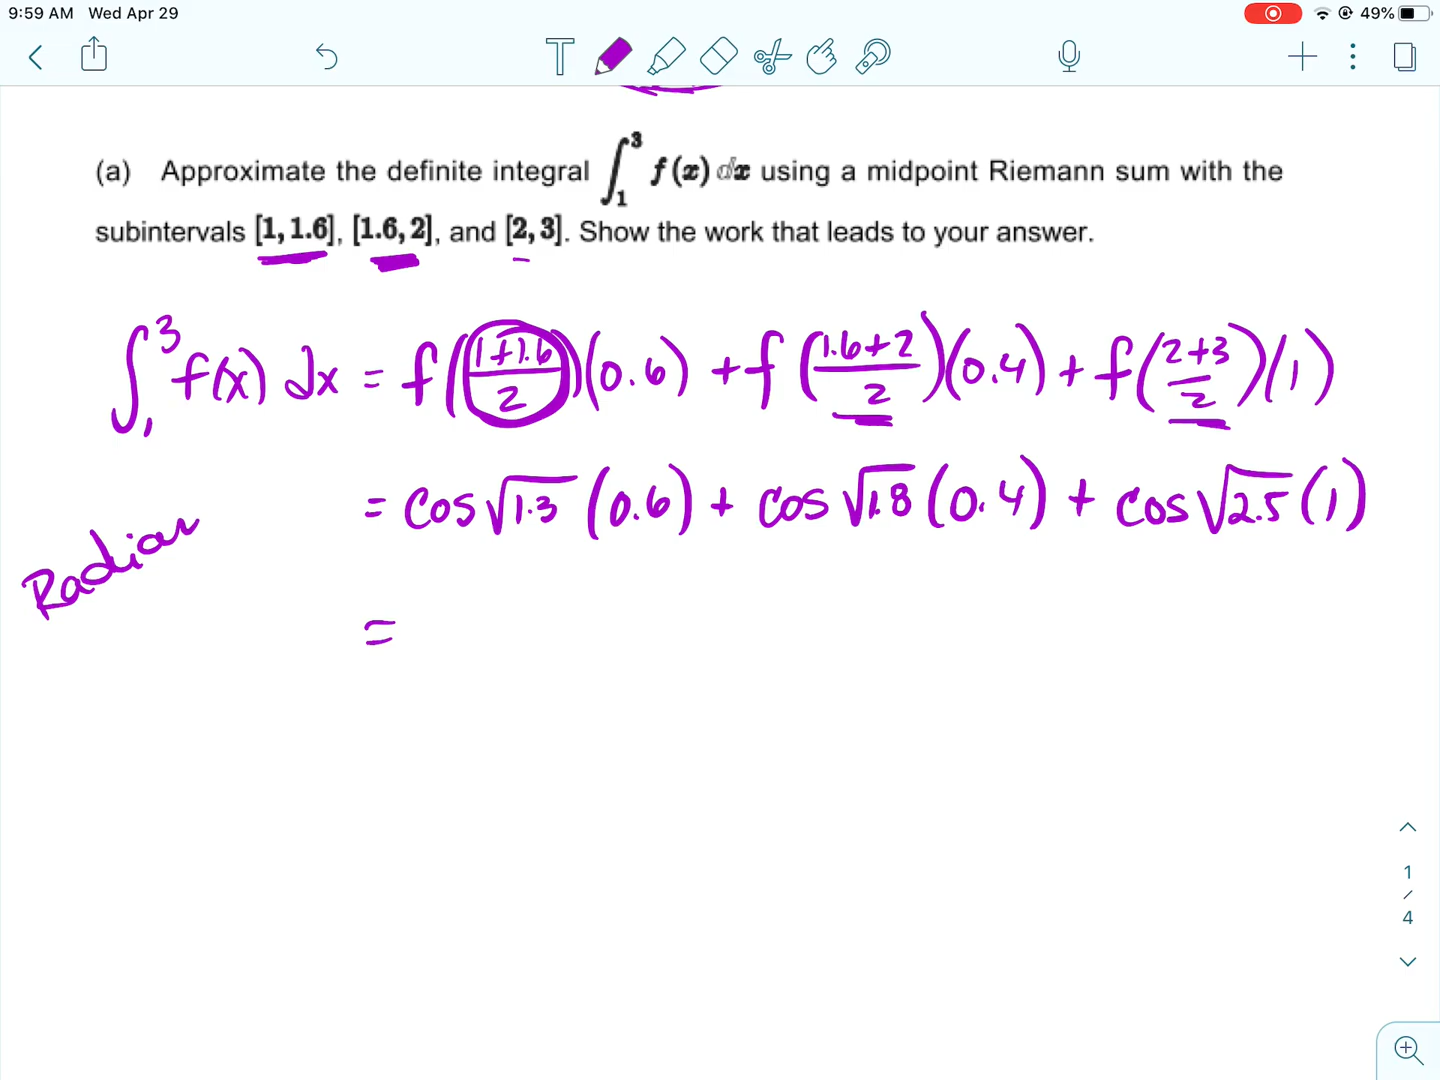 9:59 AM Wed Apr 29 49%
(a) Approximate the definite integral ∫₁³ f(x) dx using a midpoint Riemann sum with the
subintervals [1, 1.6], [1.6, 2], and [2, 3]. Show the work that leads to your answer.
∫₁³ f(x) dx = f((1+1.6)/2)(0.6) + f((1.6+2)/2)(0.4) + f((2+3)/2)(1)
= cos√1.3 (0.6) + cos√1.8 (0.4) + cos√2.5 (1)
Radian
=
1
/
4